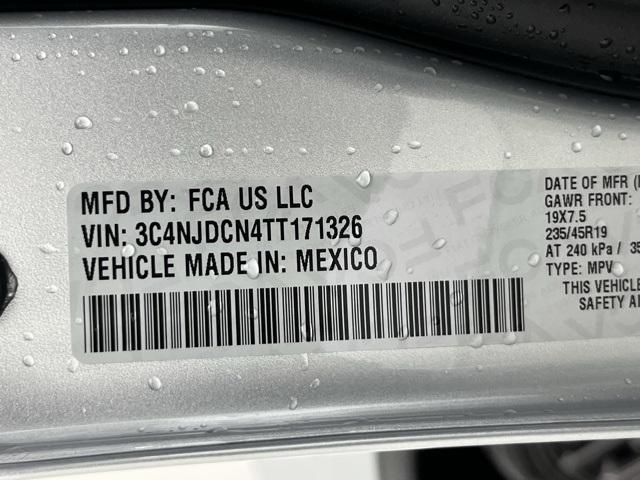 MFD BY: FCA US LLC
VIN: 3C4NJDCN4TT171326
VEHICLE MADE IN: MEXICO
DATE OF MFR
GAWR FRONT:
19X7.5
235/45R19
AT 240 kPa / 35
TYPE: MPV
THIS VEHICLE
SAFETY